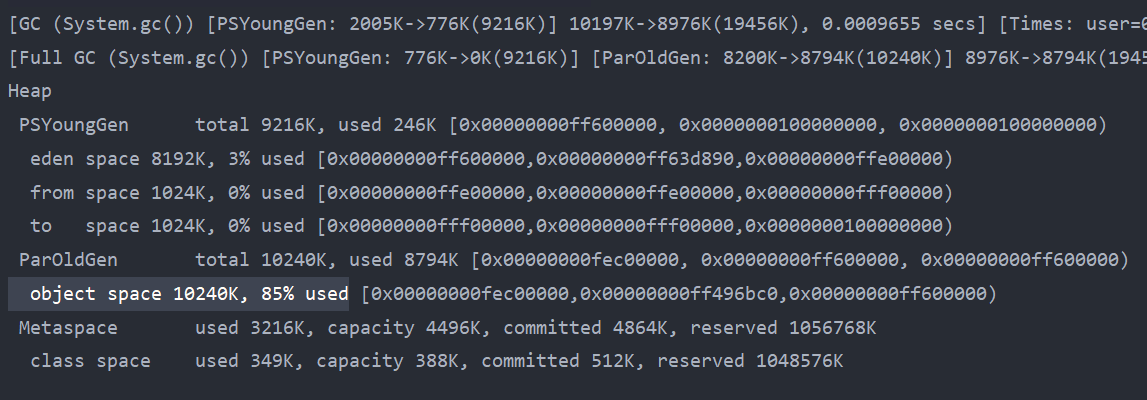 [GC (System.gc()) [PSYoungGen: 2005K->776K(9216K)] 10197K->8976K(19456K), 0.0009655 secs] [Times: user=0
[Full GC (System.gc()) [PSYoungGen: 776K->0K(9216K)] [ParOldGen: 8200K->8794K(10240K)] 8976K->8794K(1945
Heap
 PSYoungGen      total 9216K, used 246K [0x00000000ff600000, 0x0000000100000000, 0x0000000100000000)
  eden space 8192K, 3% used [0x00000000ff600000,0x00000000ff63d890,0x00000000ffe00000)
  from space 1024K, 0% used [0x00000000ffe00000,0x00000000ffe00000,0x00000000fff00000)
  to   space 1024K, 0% used [0x00000000fff00000,0x00000000fff00000,0x0000000100000000)
 ParOldGen       total 10240K, used 8794K [0x00000000fec00000, 0x00000000ff600000, 0x00000000ff600000)
  object space 10240K, 85% used [0x00000000fec00000,0x00000000ff496bc0,0x00000000ff600000)
 Metaspace       used 3216K, capacity 4496K, committed 4864K, reserved 1056768K
  class space    used 349K, capacity 388K, committed 512K, reserved 1048576K